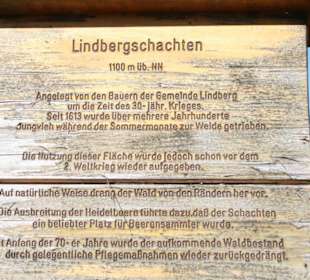 Lindbergschachten
1100 m üb. NN
Angelegt von den Bauern der Gemeinde Lindberg
um die Zeit des 30-jähr. Krieges.
Seit 1613 wurde über mehrere Jahrhunderte
Jungvieh während der Sommermonate zur Weide getrieben.
Die Nutzung dieser Fläche wurde jedoch schon vor dem
2. Weltkrieg wieder aufgegeben.
Auf natürliche Weise drang der Wald von den Rändern her vor.
Die Ausbreitung der Heidelbeere führte dazu, daß der Schachten
ein beliebter Platz für Beerensammler wurde.
Anfang der 70-er Jahre wurde der aufkommende Waldbestand
durch gelegentliche Pflegemaßnahmen wieder zurückgedrängt.